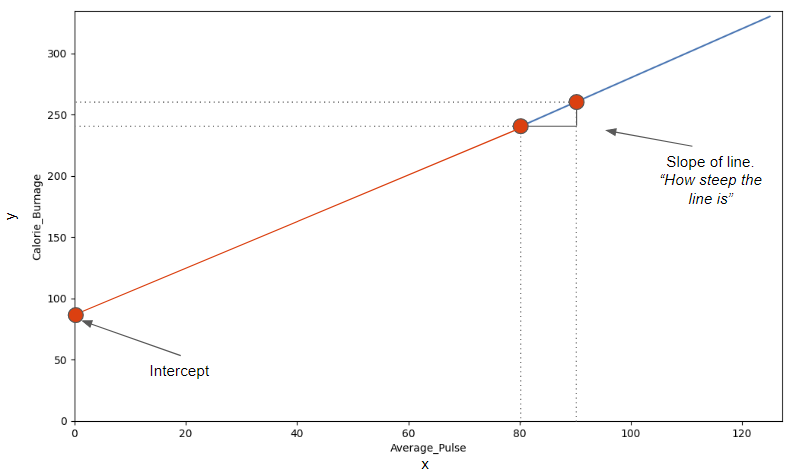 300
250
200
150
100
50
0
y
Calorie_Burnage
Slope of line.
“How steep the
line is”
Intercept
0 20 40 60 80 100 120
Average_Pulse
x